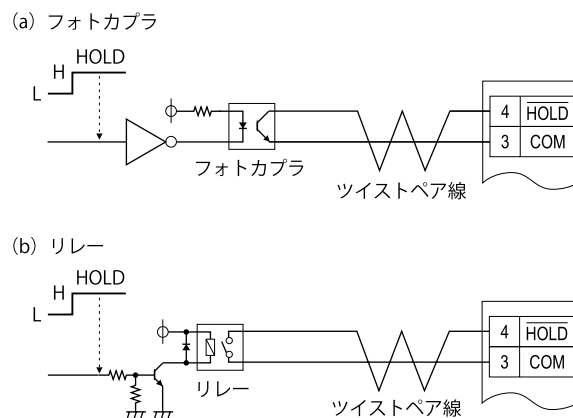 (a) フォトカプラ
HOLD
H
L
4 HOLD
3 COM
フォトカプラ
ツイストペア線
(b) リレー
HOLD
H
L
4 HOLD
3 COM
リレー
ツイストペア線